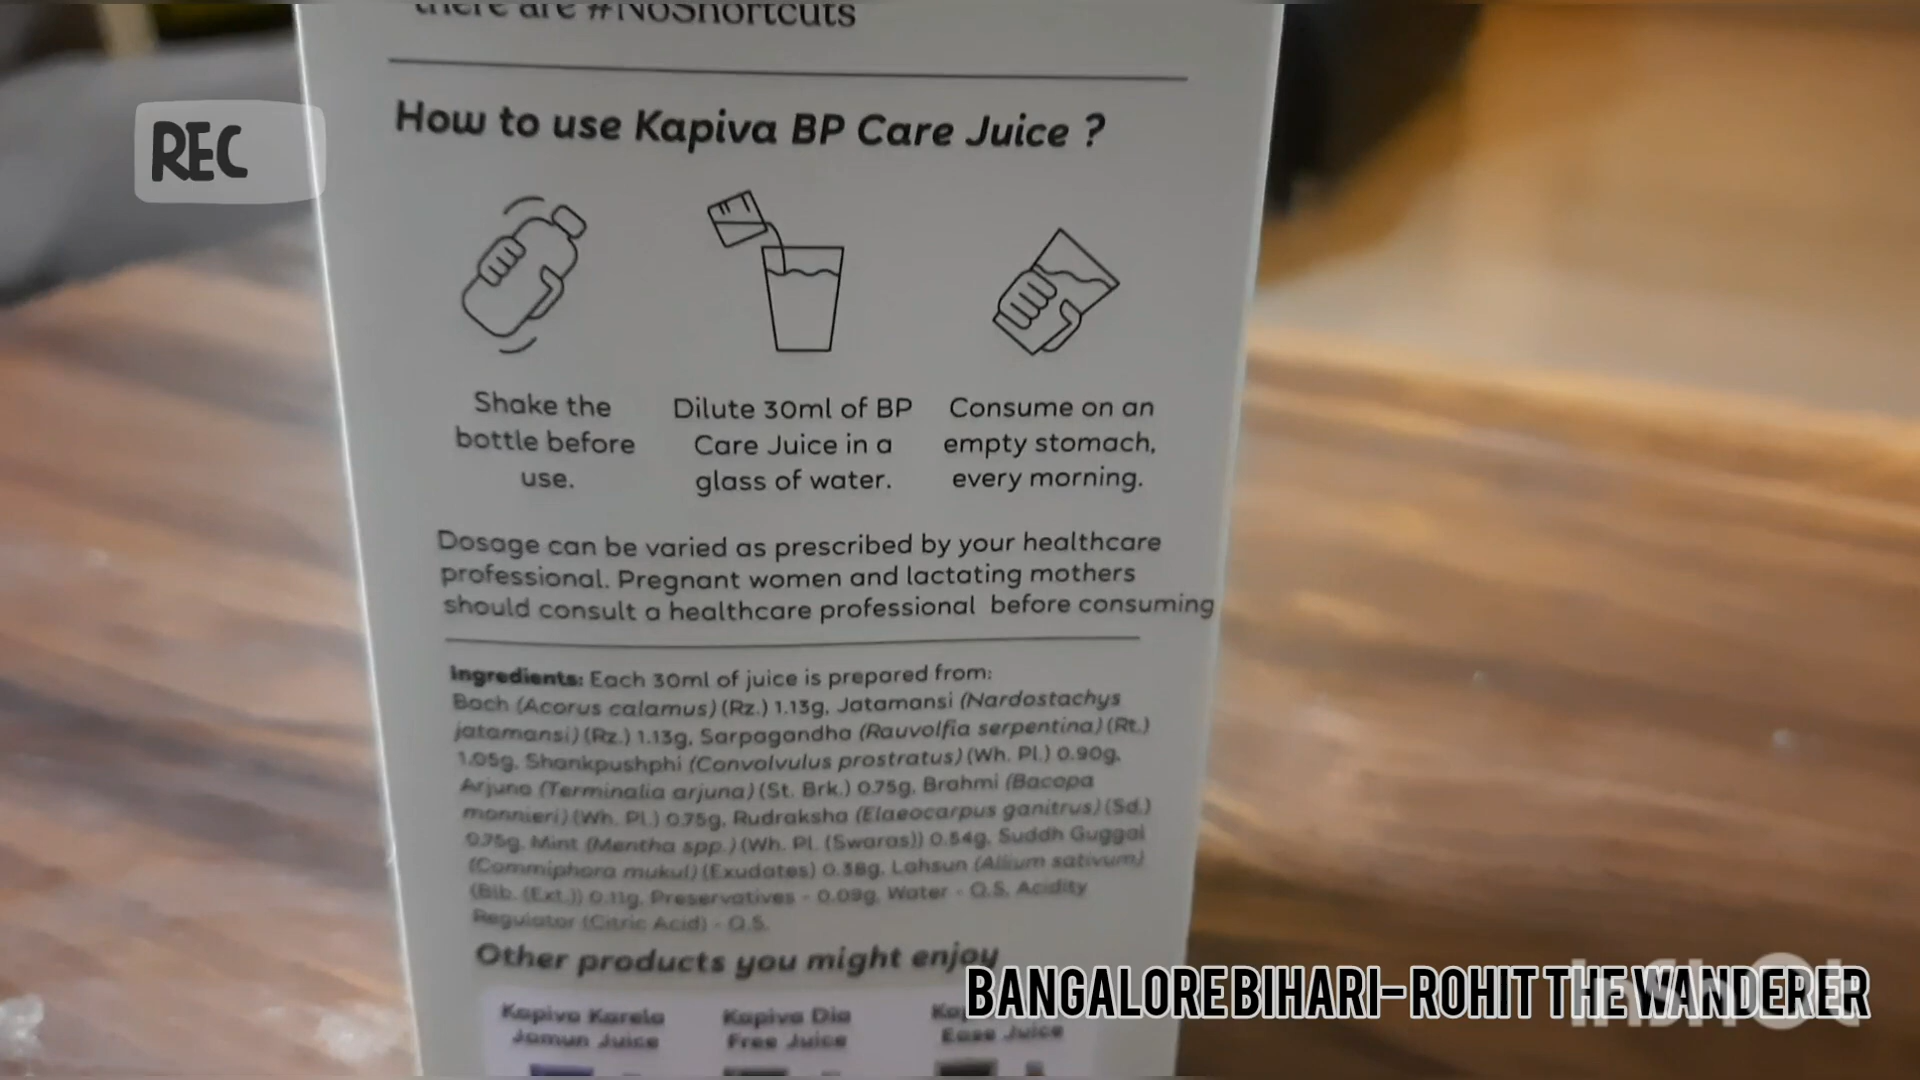 there are #NoShortcuts
REC
How to use Kapiva BP Care Juice ?
Shake the
bottle before
use.
Dilute 30ml of BP
Care Juice in a
glass of water.
Consume on an
empty stomach,
every morning.
Dosage can be varied as prescribed by your healthcare
professional. Pregnant women and lactating mothers
should consult a healthcare professional before consuming
Ingredients: Each 30ml of juice is prepared from:
Bach (Acorus calamus) (Rz.) 1.13g, Jatamansi (Nardostachys
jatamansi) (Rz.) 1.13g, Sarpagandha (Rauvolfia serpentina) (Rt.)
1.05g, Shankpushphi (Convolvulus prostratus) (Wh. Pl.) 0.90g,
Arjuna (Terminalia arjuna) (St. Brk.) 0.75g, Brahmi (Bacopa
monnieri) (Wh. Pl.) 0.75g, Rudraksha (Elaeocarpus ganitrus) (Sd.)
0.75g, Mint (Mentha spp.) (Wh. Pl. (Swaras)) 0.54g, Suddh Guggal
(Commiphora mukul) (Exudates) 0.38g, Lahsun (Allium sativum)
(Blb. (Ext.)) 0.11g, Preservatives - 0.09g, Water - Q.S. Acidity
Regulator (Citric Acid) - Q.S.
Other products you might enjoy
Kapiva Karela
Jamun Juice
Kapiva Dia
Free Juice
Ease Juice
BANGALORE BIHARI-ROHIT THE WANDERER
InShOt